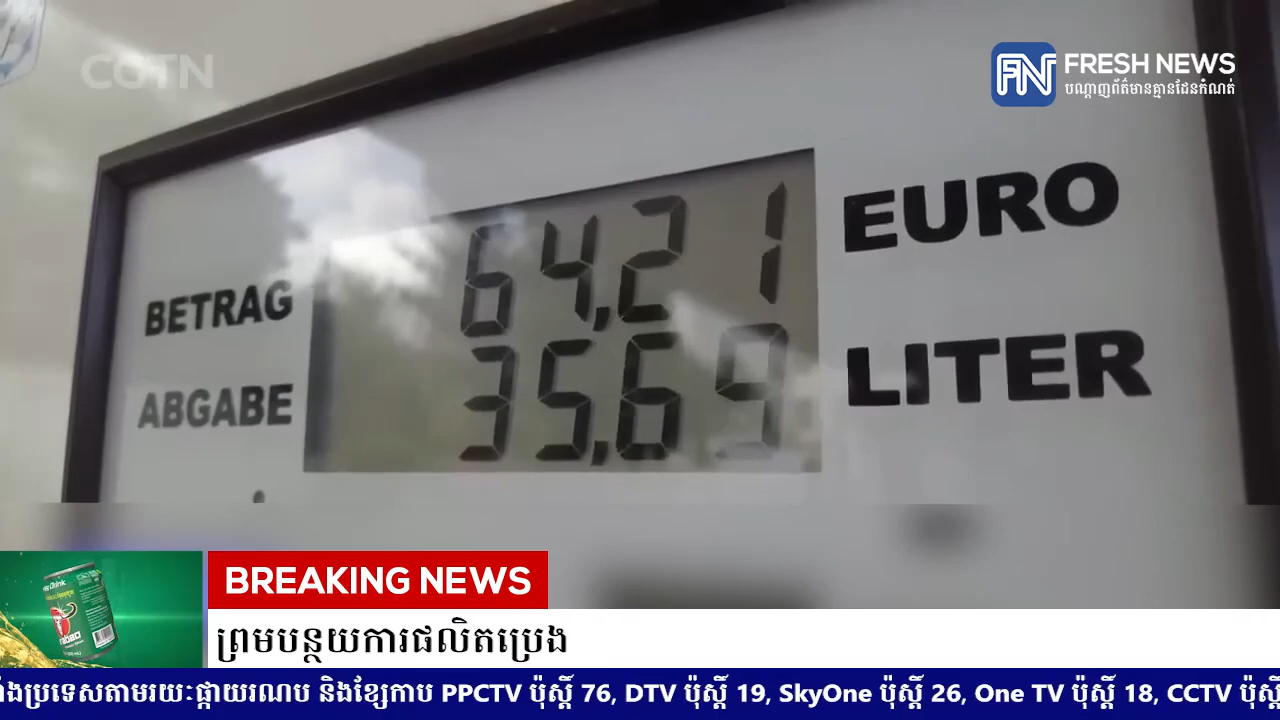 CGTN
FRESH NEWS
បណ្ដាញព័ត៌មានគ្មានដែនកំណត់
64,21 EURO
BETRAG
35,69 LITER
ABGABE
BREAKING NEWS
ព្រមបន្ថយការផលិតប្រេង
ាំងប្រទេសតាមរយៈផ្កាយរណប និងខ្សែកាប PPCTV ប៉ុស្តិ៍ 76, DTV ប៉ុស្តិ៍ 19, SkyOne ប៉ុស្តិ៍ 26, One TV ប៉ុស្តិ៍ 18, CCTV ប៉ុស្តិ៍